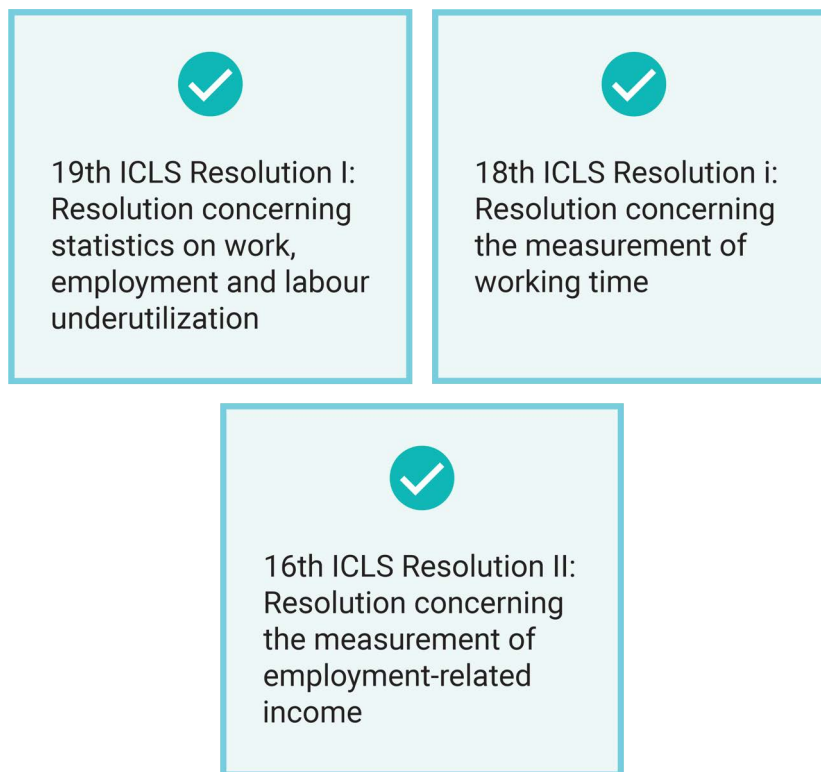 19th ICLS Resolution I:
Resolution concerning
statistics on work,
employment and labour
underutilization
18th ICLS Resolution i:
Resolution concerning
the measurement of
working time
16th ICLS Resolution II:
Resolution concerning
the measurement of
employment-related
income